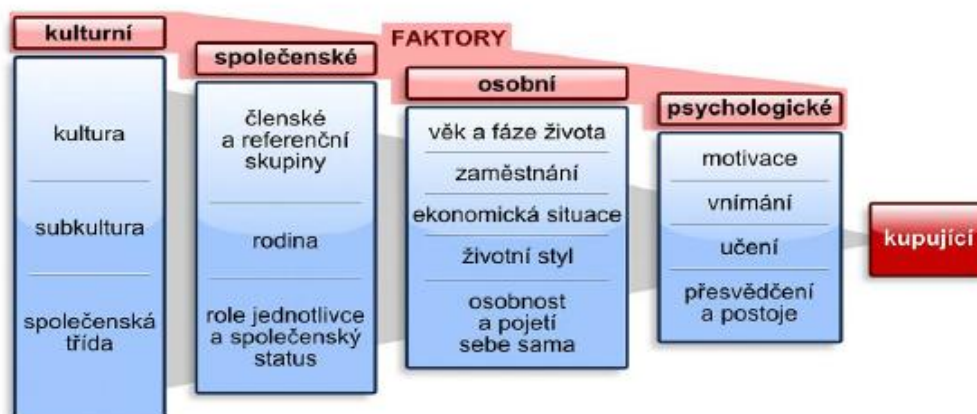 FAKTORY
kulturní
kultura
subkultura
společenská
třída
společenské
členské
a referenční
skupiny
rodina
role jednotlivce
a společenský
status
osobní
věk a fáze života
zaměstnání
ekonomická situace
životní styl
osobnost
a pojetí
sebe sama
psychologické
motivace
vnímání
učení
přesvědčení
a postoje
kupující